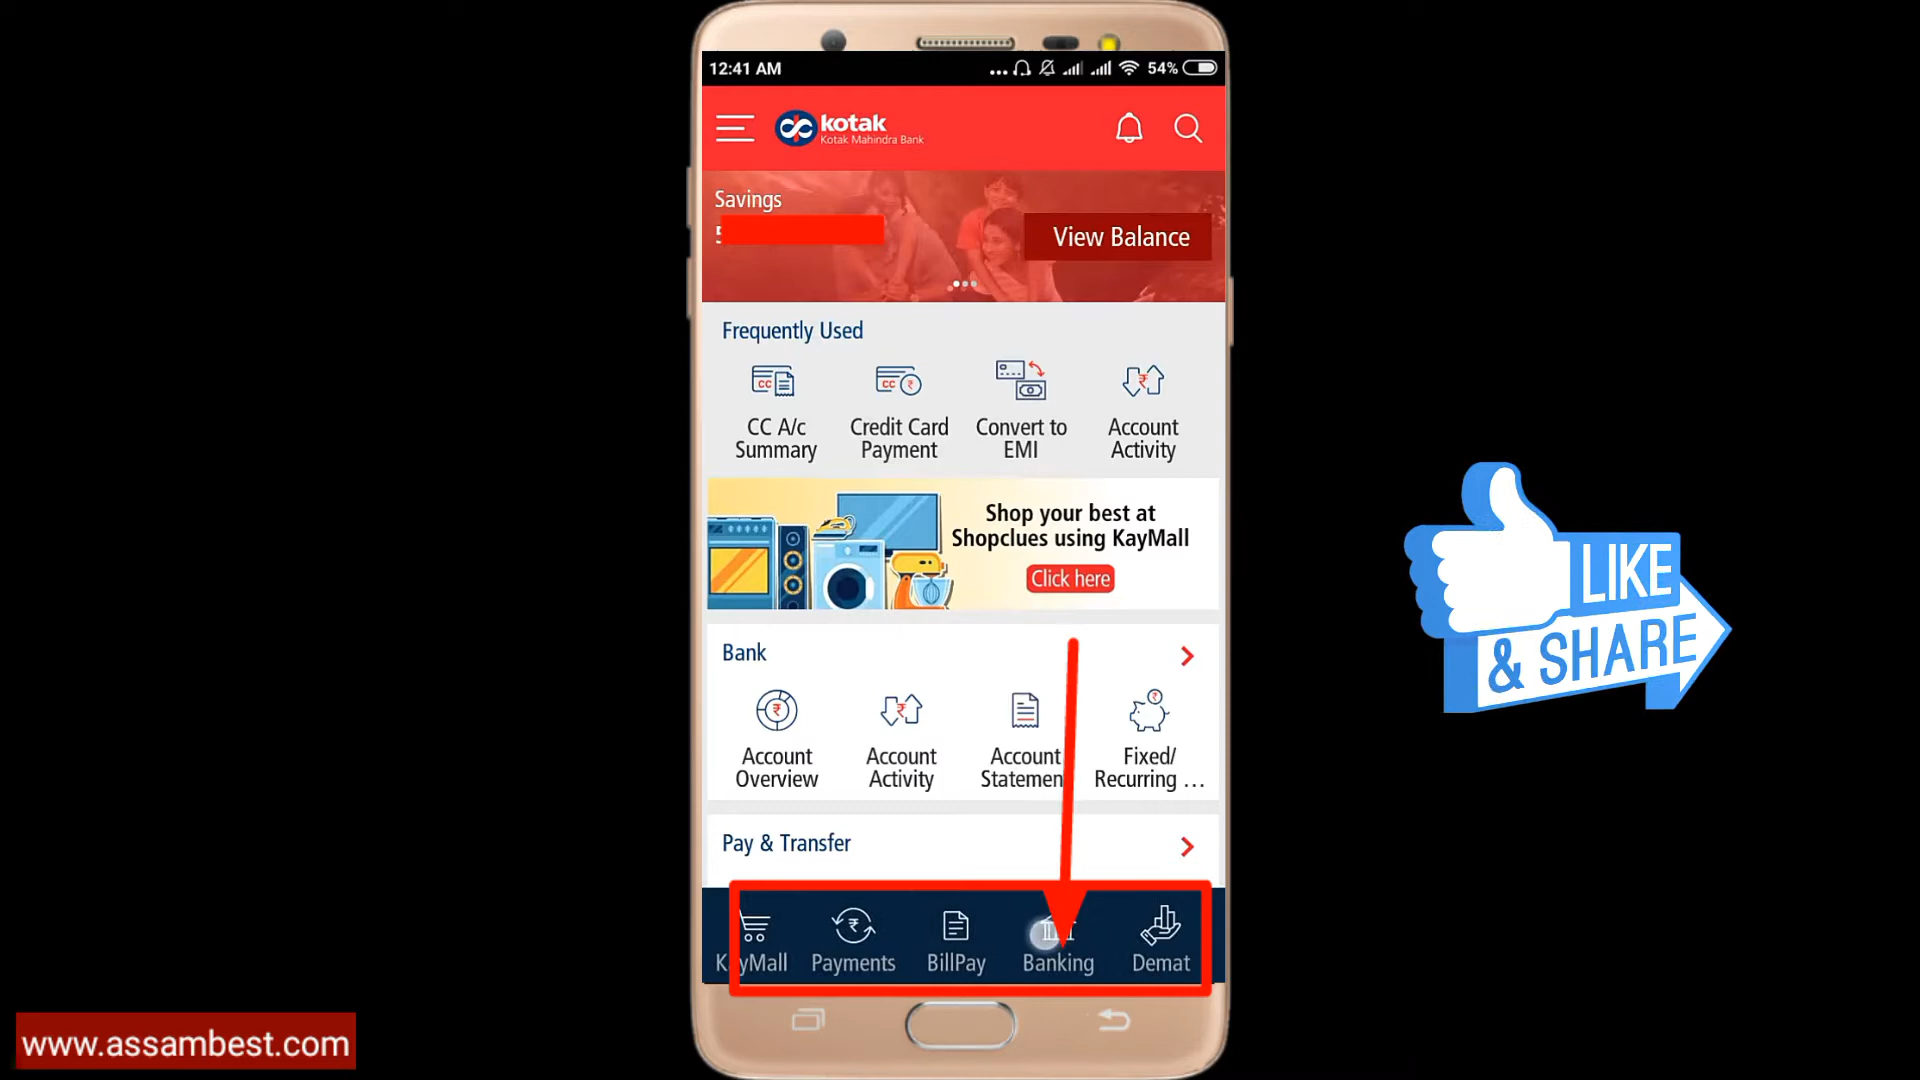 12:41 AM
54%
kotak
Kotak Mahindra Bank
Savings
View Balance
Frequently Used
CC A/c
Summary
Credit Card
Payment
Convert to
EMI
Account
Activity
Shop your best at
Shopclues using KayMall
Click here
Bank
Account
Overview
Account
Activity
Account
Statement
Fixed/
Recurring ...
Pay & Transfer
KayMall
Payments
BillPay
Banking
Demat
LIKE
& SHARE
www.assambest.com